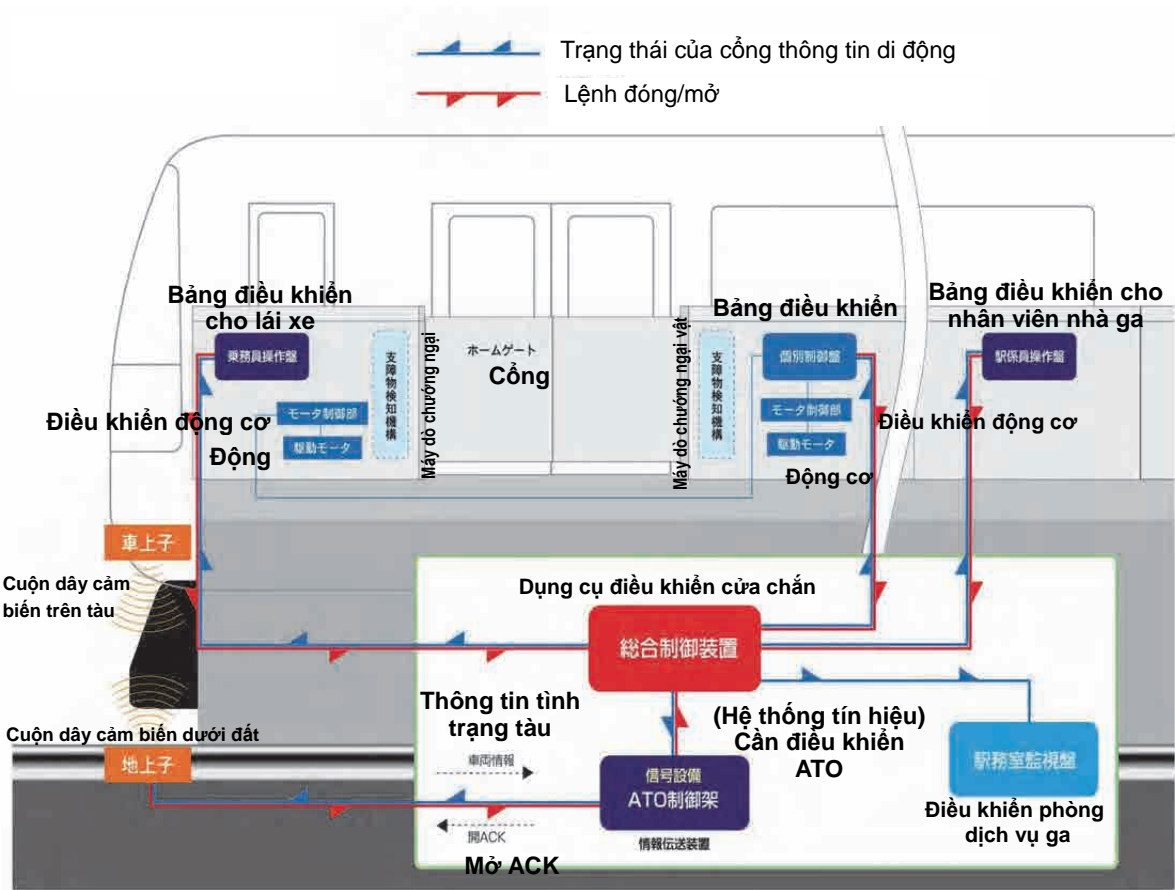 Trạng thái của cổng thông tin di động
Lệnh đóng/mở
Bảng điều khiển
cho lái xe
乗務員操作盤
Điều khiển động cơ
モータ制御部
Động
駆動モータ
支障物検知機構
Máy dò chướng ngại
ホームゲート
Cổng
Máy dò chướng ngại vật
支障物検知機構
Bảng điều khiển
個別制御盤
モータ制御部
駆動モータ
Động cơ
Bảng điều khiển cho
nhân viên nhà ga
駅係員操作盤
Điều khiển động cơ
車上子
Cuộn dây cảm
biến trên tàu
Cuộn dây cảm biến dưới đất
地上子
Dụng cụ điều khiển cửa chắn
総合制御装置
Thông tin tình
trạng tàu
車両情報
(Hệ thống tín hiệu)
Cần điều khiển
ATO
信号設備
ATO制御架
情報伝送装置
開ACK
Mở ACK
駅務室監視盤
Điều khiển phòng
dịch vụ ga